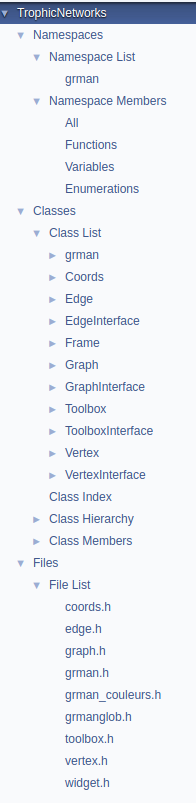 TrophicNetworks
Namespaces
Namespace List
grman
Namespace Members
All
Functions
Variables
Enumerations
Classes
Class List
grman
Coords
Edge
EdgeInterface
Frame
Graph
GraphInterface
Toolbox
ToolboxInterface
Vertex
VertexInterface
Class Index
Class Hierarchy
Class Members
Files
File List
coords.h
edge.h
graph.h
grman.h
grman_couleurs.h
grmanglob.h
toolbox.h
vertex.h
widget.h